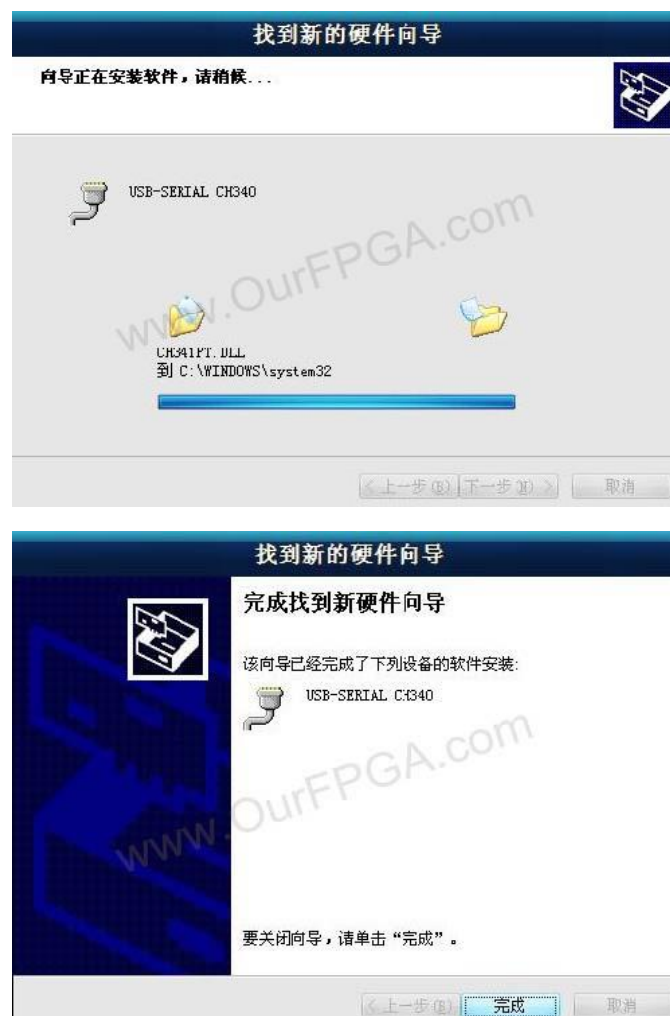 找到新的硬件向导
向导正在安装软件，请稍候...
USB-SERIAL CH340
www.OurFPGA.com
CH341PT.DLL
到 C:\WINDOWS\system32
< 上一步(B) 下一步(N) > 取消
找到新的硬件向导
完成找到新硬件向导
该向导已经完成了下列设备的软件安装:
USB-SERIAL CH340
www.OurFPGA.com
要关闭向导，请单击“完成”。
< 上一步(B) 完成 取消